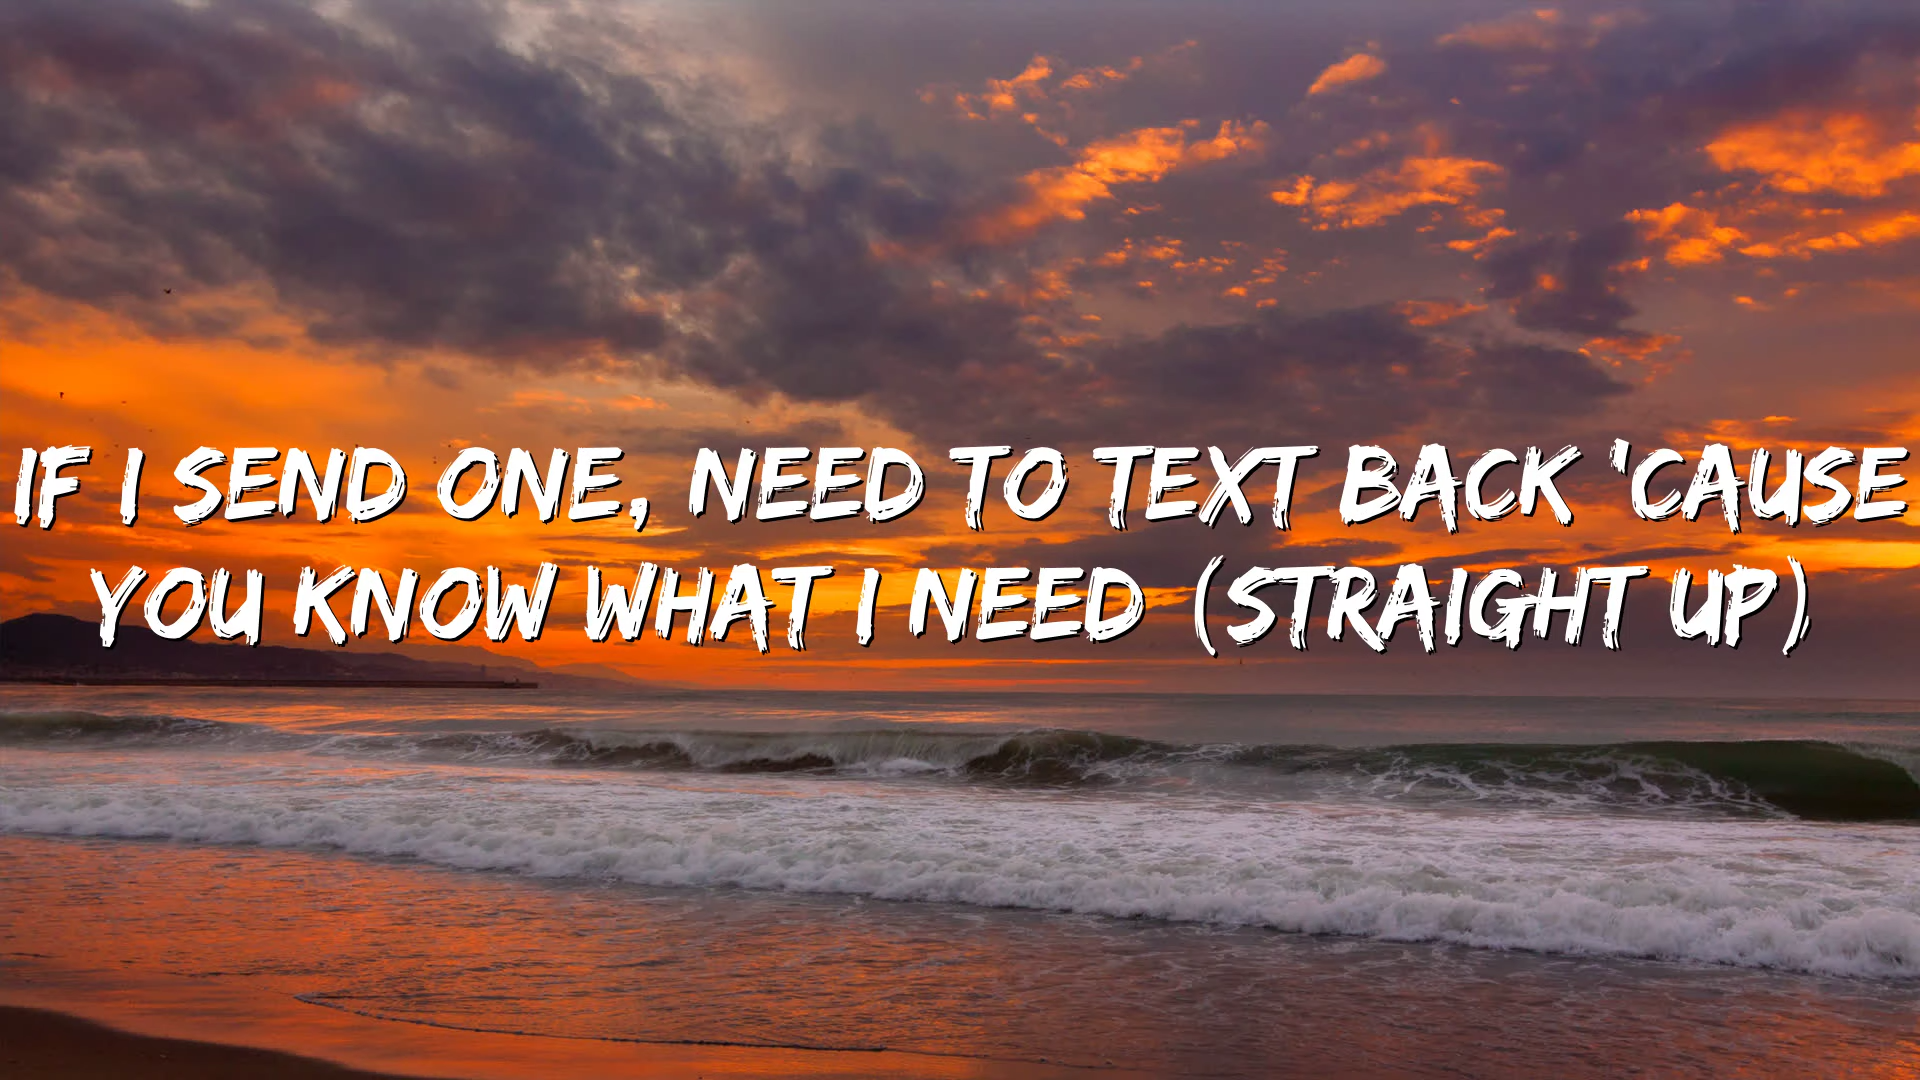 IF I SEND ONE, NEED TO TEXT BACK 'CAUSE
YOU KNOW WHAT I NEED (STRAIGHT UP)